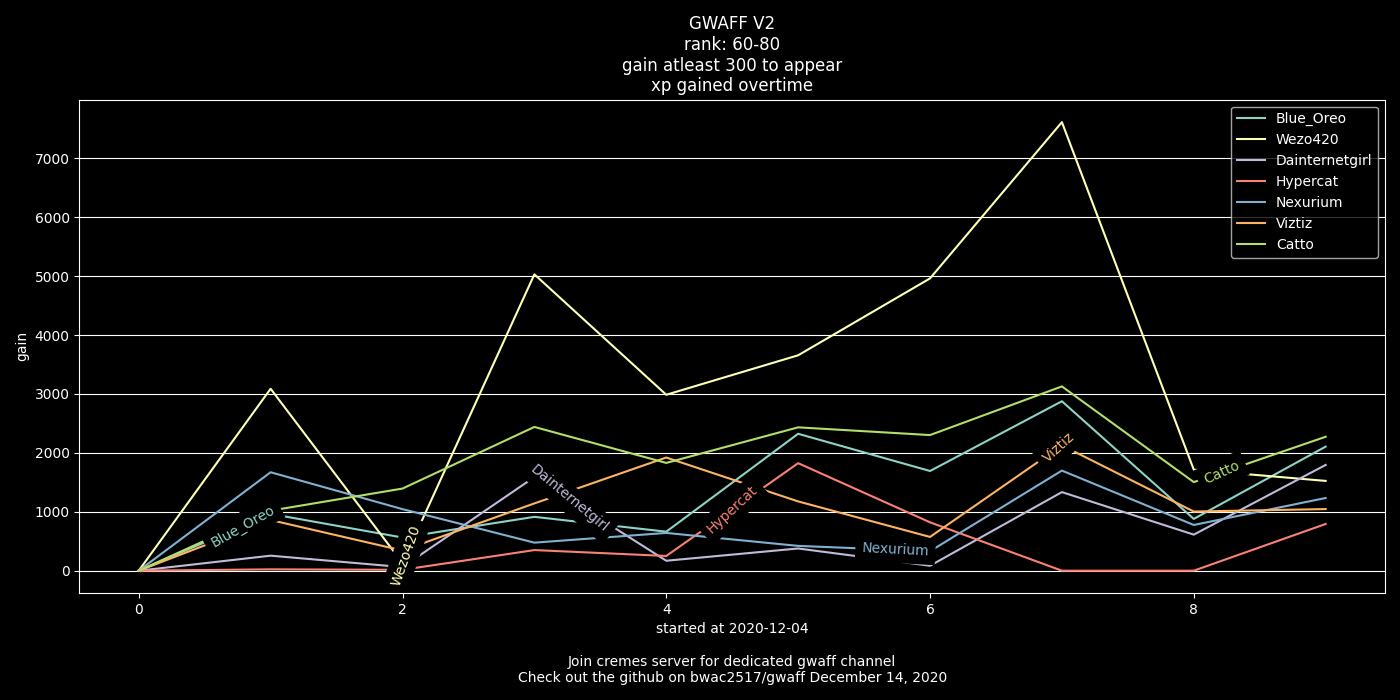 GWAFF V2
rank: 60-80
gain atleast 300 to appear
xp gained overtime
Blue_Oreo
Wezo420
Dainternetgirl
Hypercat
Nexurium
Viztiz
Catto
7000
6000
5000
4000
3000
2000
1000
0
gain
Blue_Oreo
Wezo420
Dainternetgirl
Hypercat
Nexurium
Viztiz
Catto
0
2
4
6
8
started at 2020-12-04
Join cremes server for dedicated gwaff channel
Check out the github on bwac2517/gwaff December 14, 2020